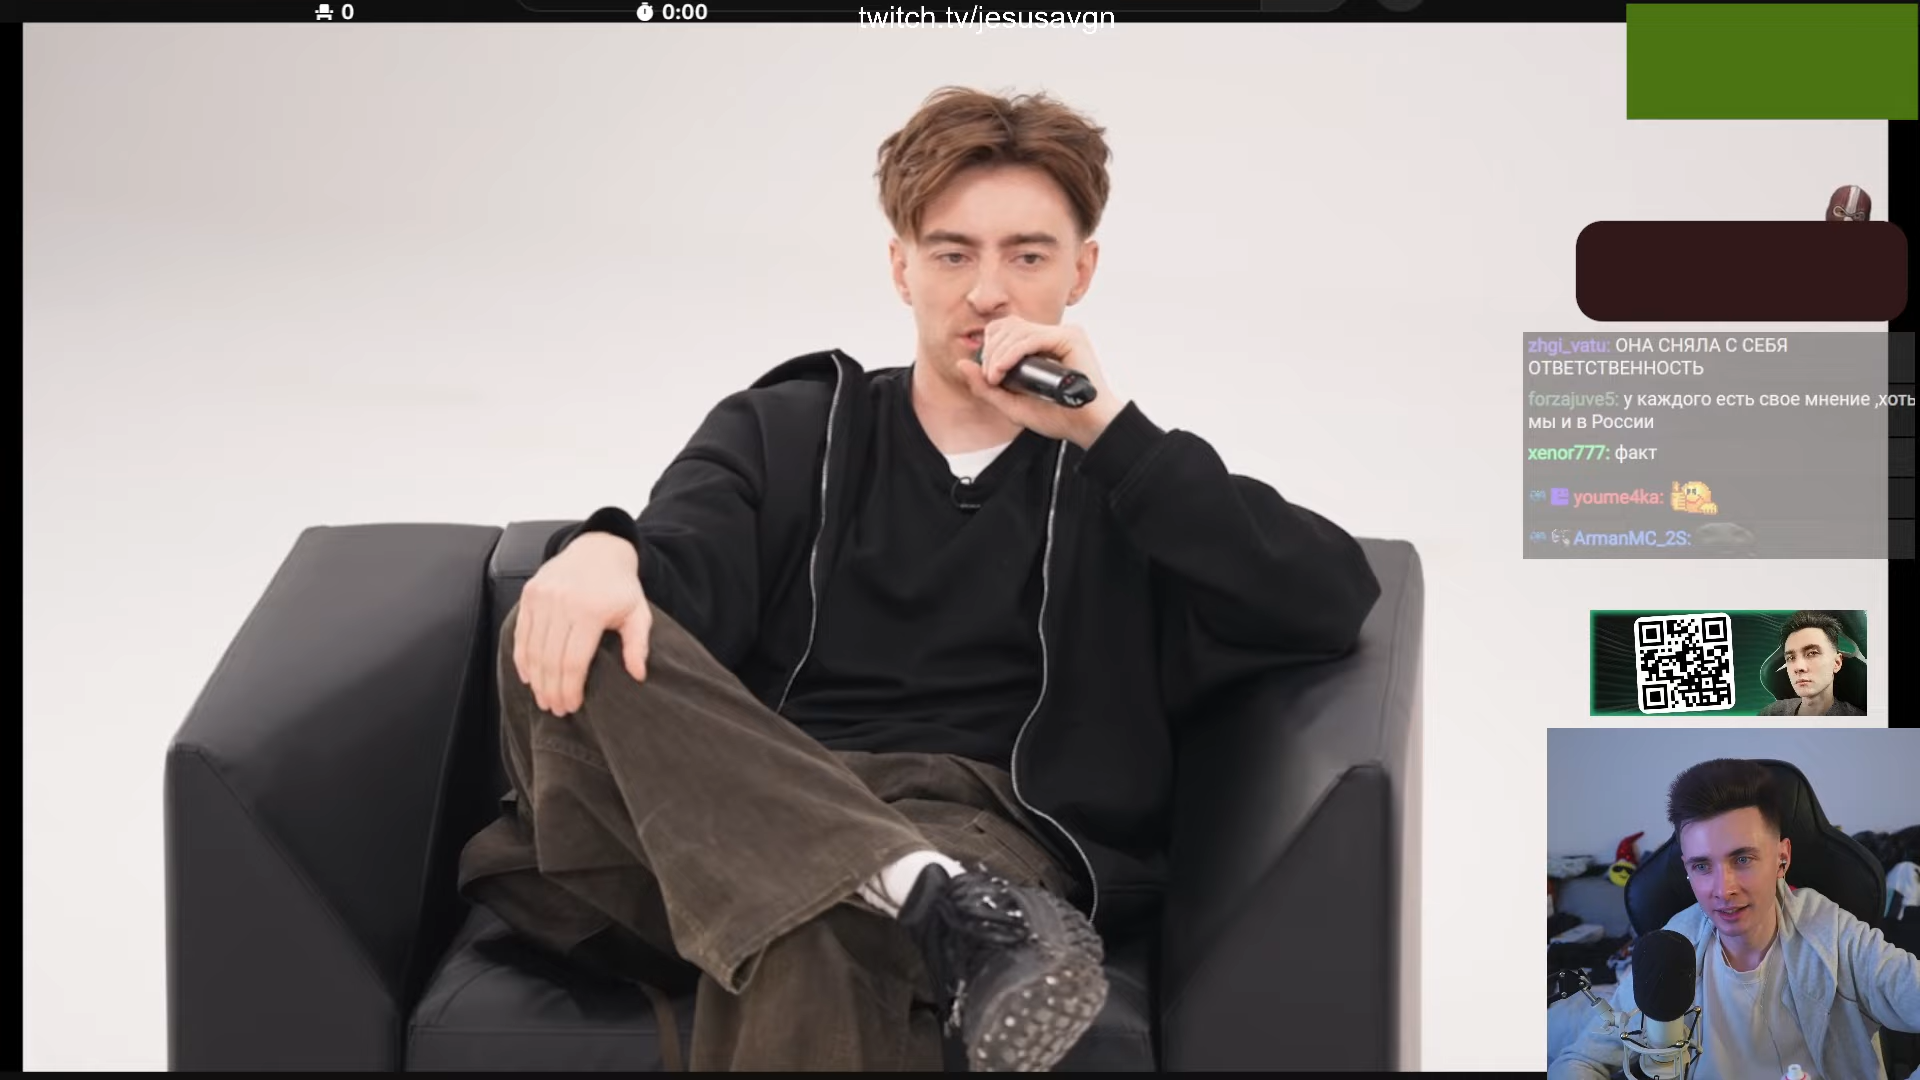 0
0:00
twitch.tv/jesusavgn
zhgi_vatu: ОНА СНЯЛА С СЕБЯ
ОТВЕТСТВЕННОСТЬ
forzajuve5: у каждого есть свое мнение ,хоть
мы и в России
xenor777: факт
youme4ka:
ArmanMC_2S: